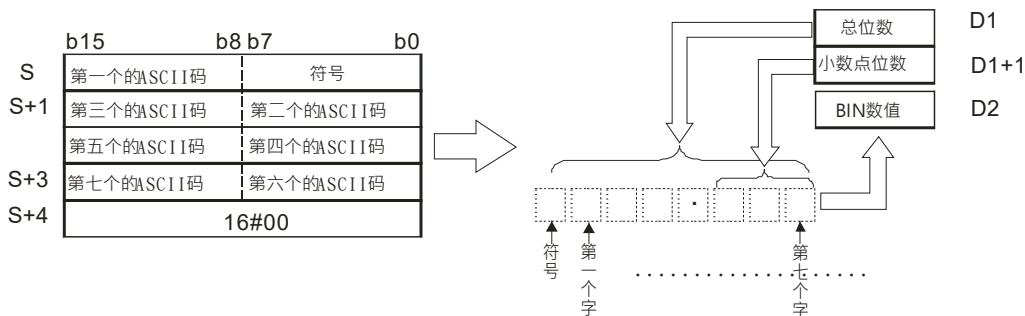 b15 b8 b7 b0
S 第一个的ASCII码 符号
S+1 第三个的ASCII码 第二个的ASCII码
第五个的ASCII码 第四个的ASCII码
S+3 第七个的ASCII码 第六个的ASCII码
S+4 16#00
总位数 D1
小数点位数 D1+1
BIN数值 D2
符号
第一个字
第七个字